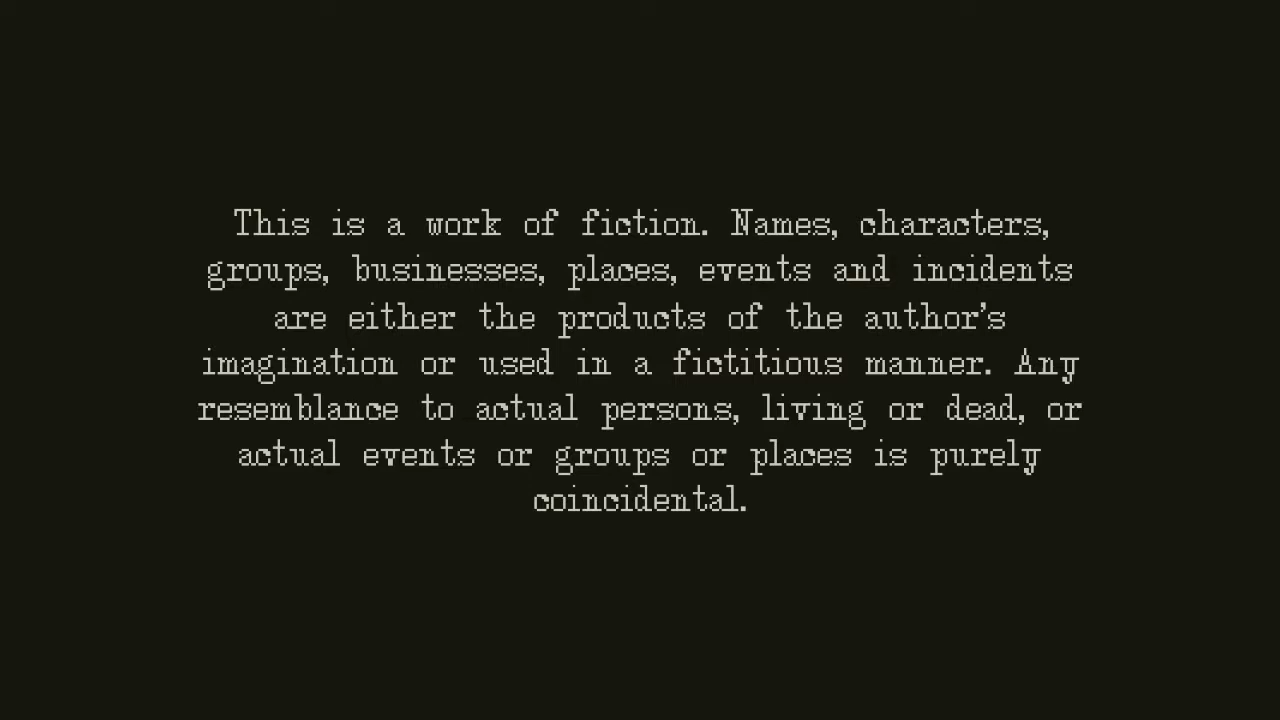 This is a work of fiction. Names, characters,
groups, businesses, places, events and incidents
are either the products of the author's
imagination or used in a fictitious manner. Any
resemblance to actual persons, living or dead, or
actual events or groups or places is purely
coincidental.